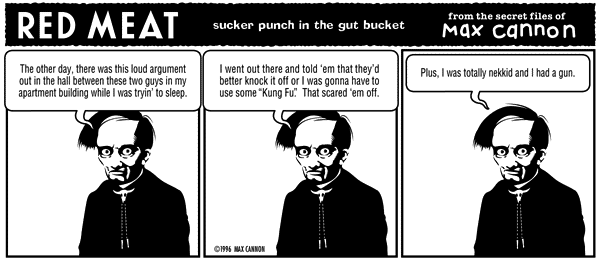 RED MEAT
sucker punch in the gut bucket
from the secret files of
Max cannon
The other day, there was this loud argument
out in the hall between these two guys in my
apartment building while I was tryin' to sleep.
I went out there and told 'em that they'd
better knock it off or I was gonna have to
use some "Kung Fu." That scared 'em off.
Plus, I was totally nekkid and I had a gun.
©1996 MAX CANNON